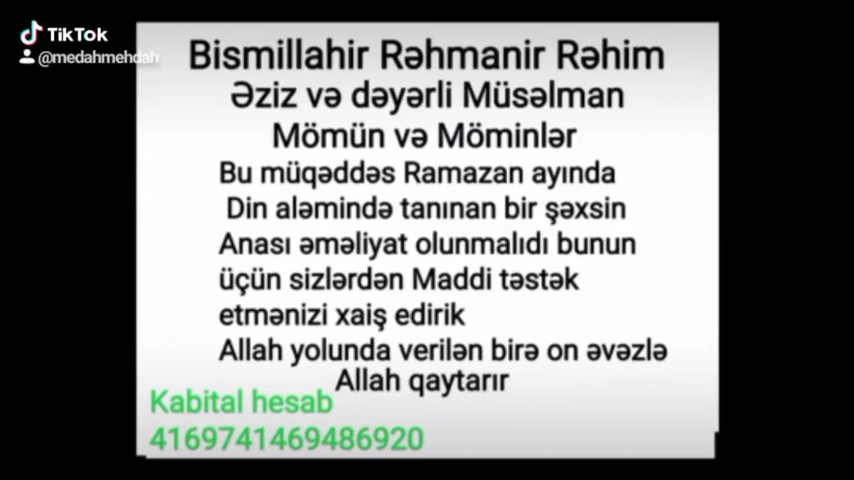 TikTok
@medahmehdah
Bismillahir Rəhmanir Rəhim
Əziz və dəyərli Müsəlman
Mömün və Möminlər
Bu müqəddəs Ramazan ayında
Din aləmində tanınan bir şəxsin
Anası əməliyat olunmalıdı bunun
üçün sizlərdən Maddi təstək
etmənizi xaiş edirik
Allah yolunda verilən birə on əvəzlə
Allah qaytarır
Kabital hesab
4169741469486920